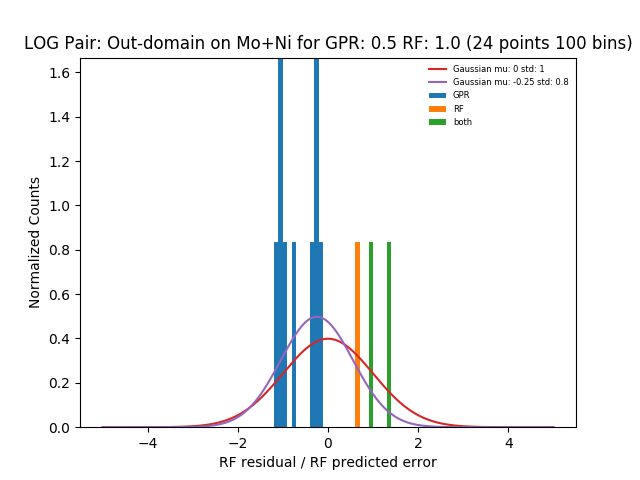 LOG Pair: Out-domain on Mo+Ni for GPR: 0.5 RF: 1.0 (24 points 100 bins)
Gaussian mu: 0 std: 1
Gaussian mu: -0.25 std: 0.8
GPR
RF
both
Normalized Counts
1.6
1.4
1.2
1.0
0.8
0.6
0.4
0.2
0.0
−4 −2 0 2 4
RF residual / RF predicted error